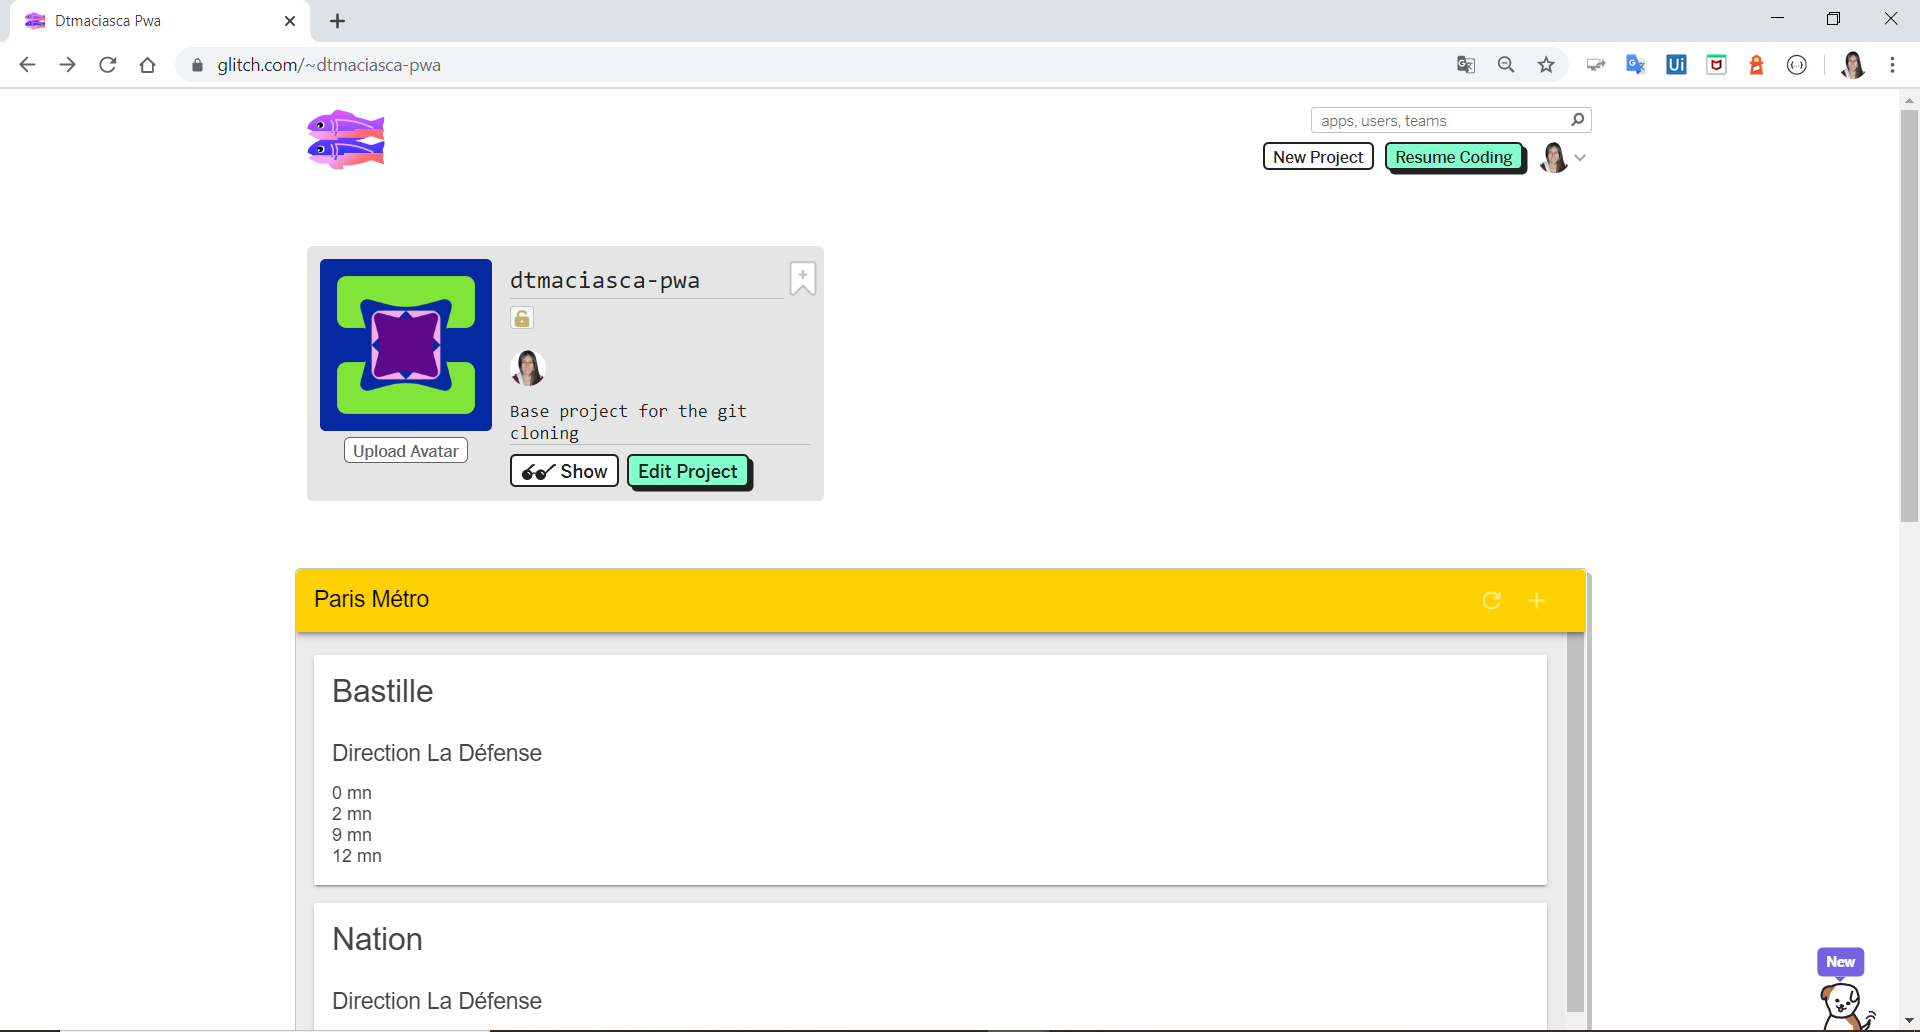 Dtmaciasca Pwa
glitch.com/~dtmaciasca-pwa
Ui
apps, users, teams
New Project
Resume Coding
dtmaciasca-pwa
Base project for the git
cloning
Upload Avatar
Show
Edit Project
Paris Métro
Bastille
Direction La Défense
0 mn
2 mn
9 mn
12 mn
Nation
Direction La Défense
New